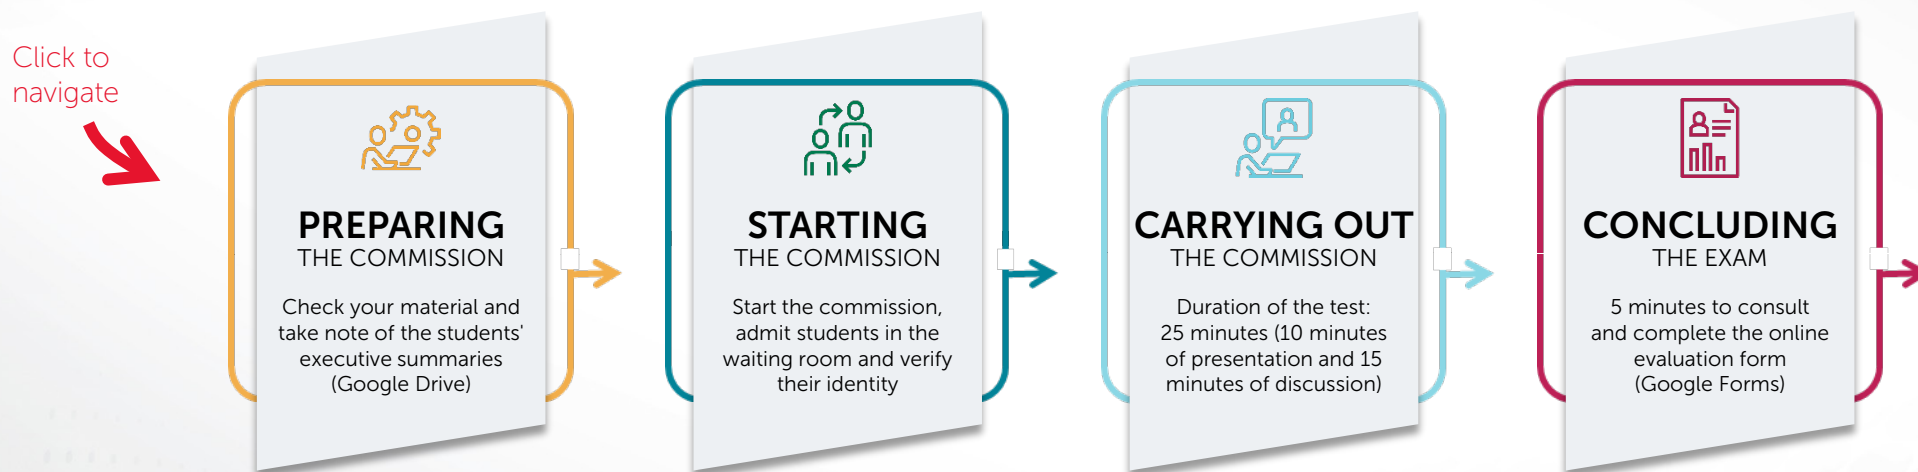 Click to
navigate
PREPARING
THE COMMISSION
Check your material and
take note of the students'
executive summaries
(Google Drive)
STARTING
THE COMMISSION
Start the commission,
admit students in the
waiting room and verify
their identity
CARRYING OUT
THE COMMISSION
Duration of the test:
25 minutes (10 minutes
of presentation and 15
minutes of discussion)
CONCLUDING
THE EXAM
5 minutes to consult
and complete the online
evaluation form
(Google Forms)